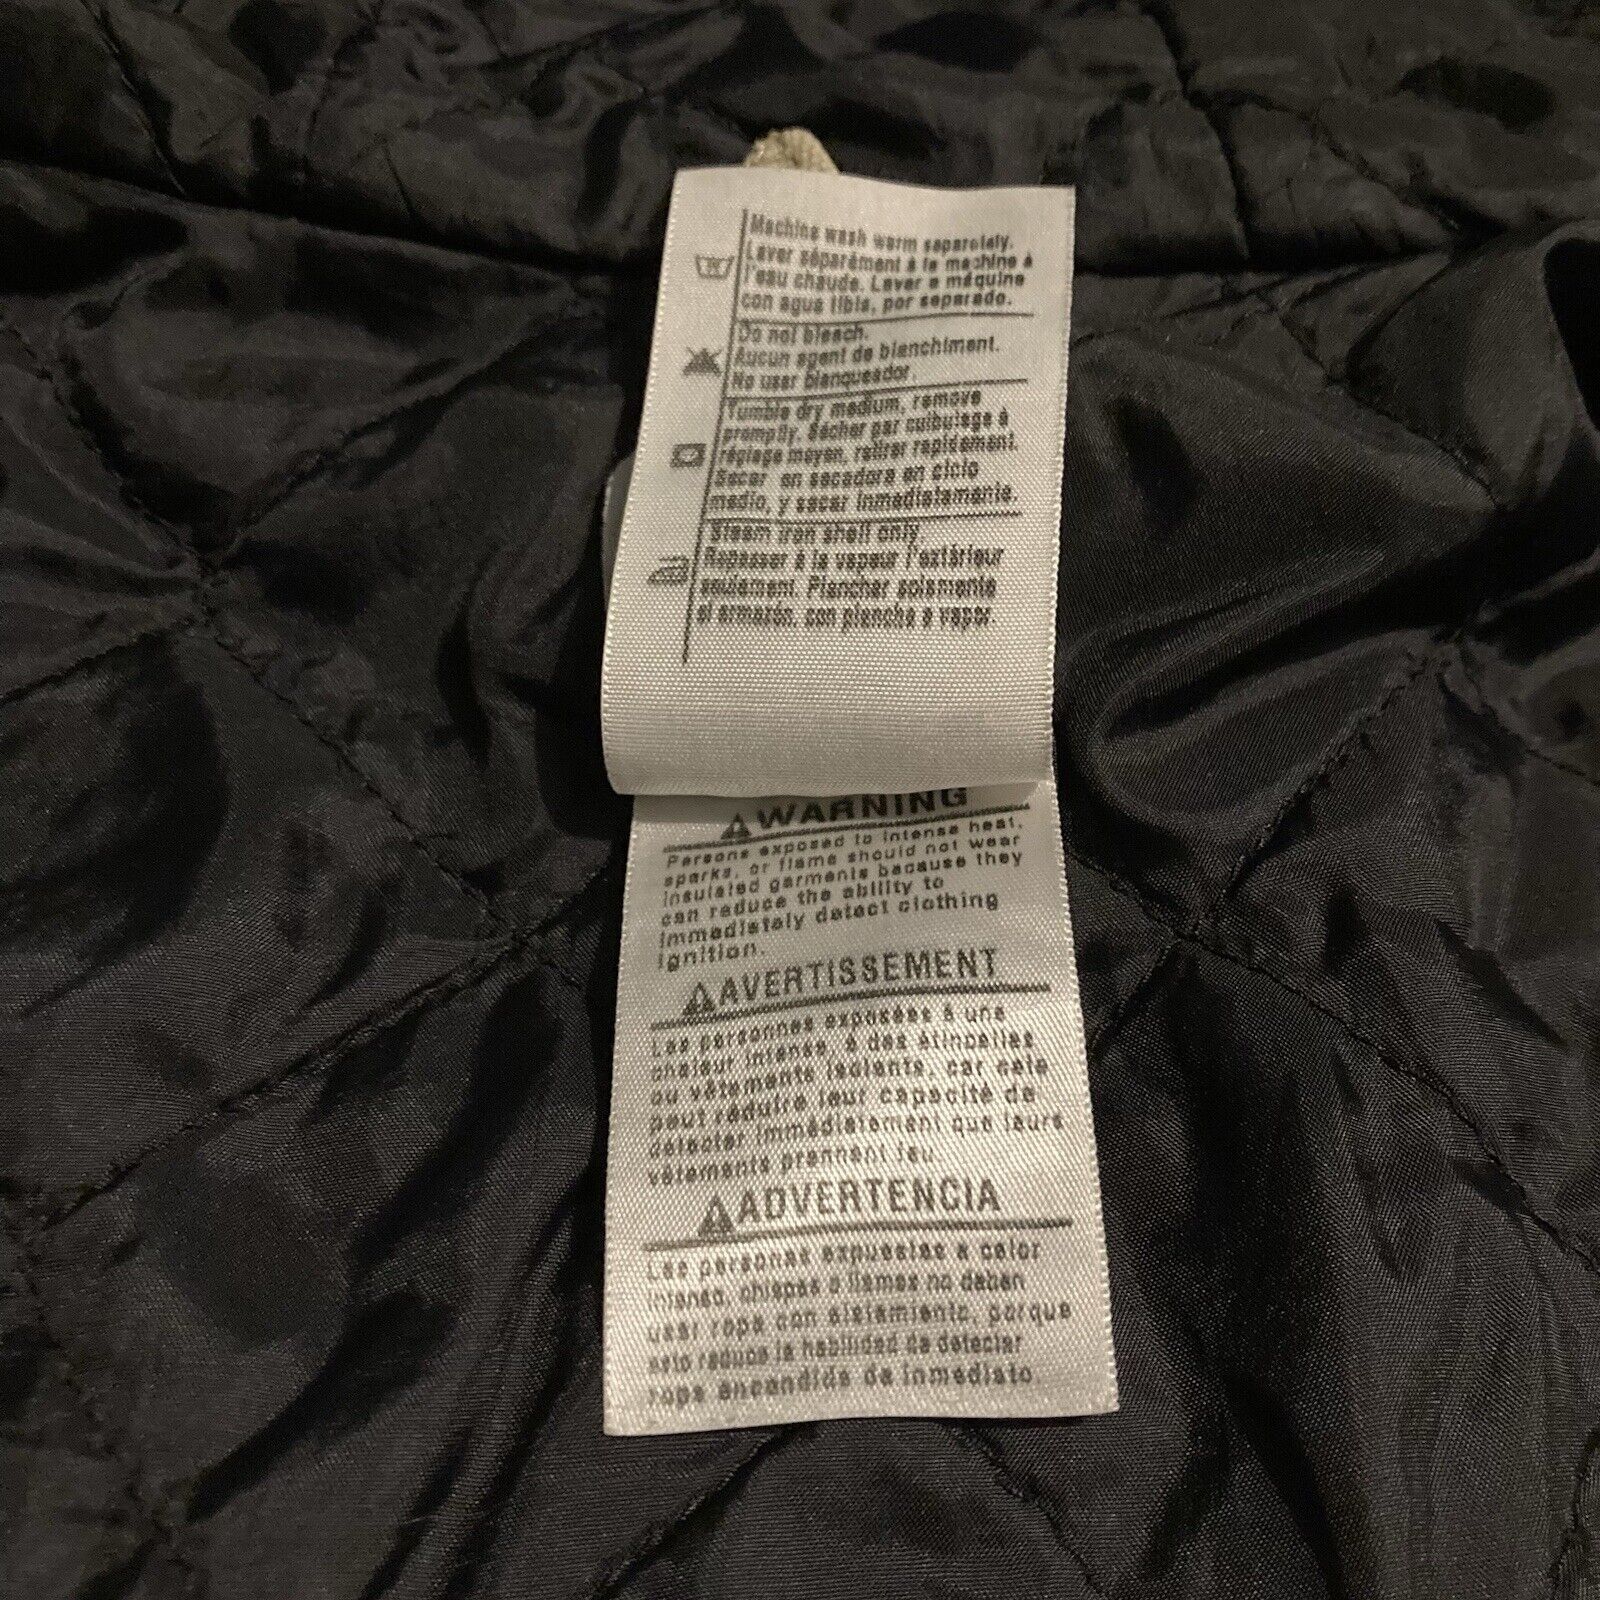 Machine wash warm separately.
Laver séparément à la machine à
l'eau chaude. Lavar a máquina
con agua tibia, por separado.
Do not bleach.
Aucun agent de blanchiment.
No usar blanqueador.
Tumble dry medium, remove
promptly. Sécher par culbutage à
réglage moyen, retirer rapidement.
Secar en secadora en ciclo
medio, y sacar inmediatamente.
Steam iron shell only.
Repasser à la vapeur l'extérieur
seulement. Planchar solamente
el armazón, con plancha a vapor.
WARNING
Persons exposed to intense heat,
sparks, or flame should not wear
insulated garments because they
can reduce the ability to
immediately detect clothing
ignition.
AVERTISSEMENT
Les personnes exposées à une
chaleur intense, à des étincelles
ou vêtements isolants, car cela
peut réduire leur capacité de
détecter immédiatement que leurs
vêtements prennent feu.
ADVERTENCIA
Las personas expuestas a calor
intenso, chispas o llamas no deben
usar ropa con aislamiento, porque
esto reduce la habilidad de detectar
ropa encendida de inmediato.